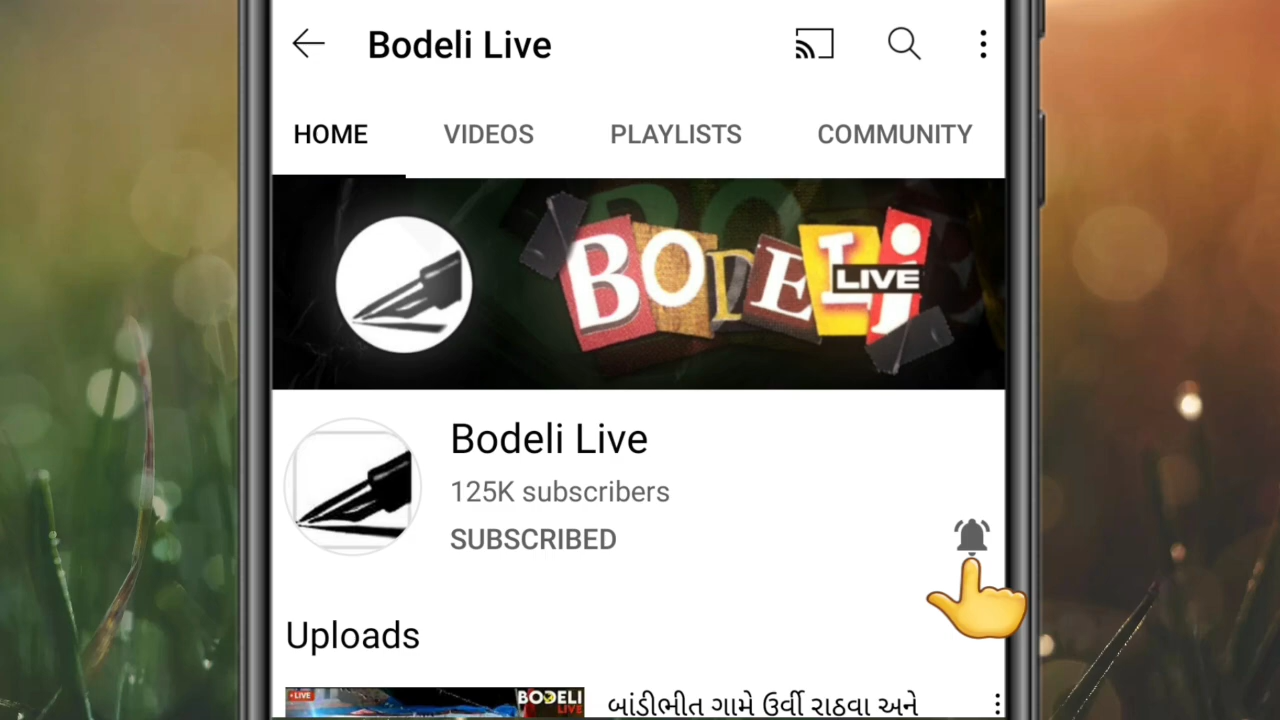 Bodeli Live
HOME VIDEOS PLAYLISTS COMMUNITY
BODELi
LIVE
Bodeli Live
125K subscribers
SUBSCRIBED
Uploads
LIVE
BODELI
LIVE
બાંડીભીત ગામે ઉર્વી રાઠવા અને